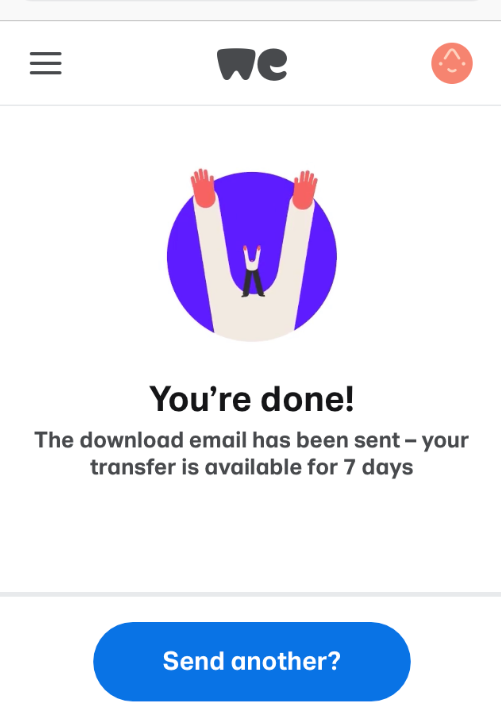 we
You’re done!
The download email has been sent – your
transfer is available for 7 days
Send another?